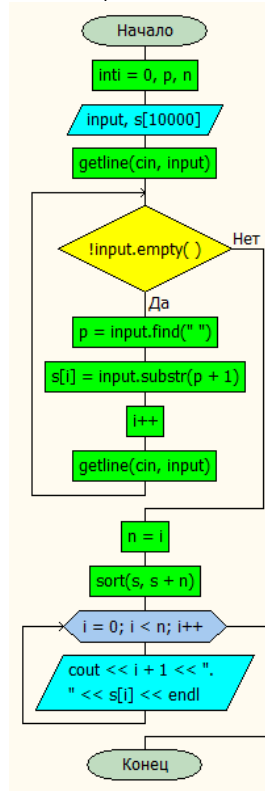 Начало
inti = 0, p, n
input, s[10000]
getline(cin, input)
!input.empty( )
Нет
Да
p = input.find(" ")
s[i] = input.substr(p + 1)
i++
getline(cin, input)
n = i
sort(s, s + n)
i = 0; i < n; i++
cout << i + 1 << ".
" << s[i] << endl
Конец